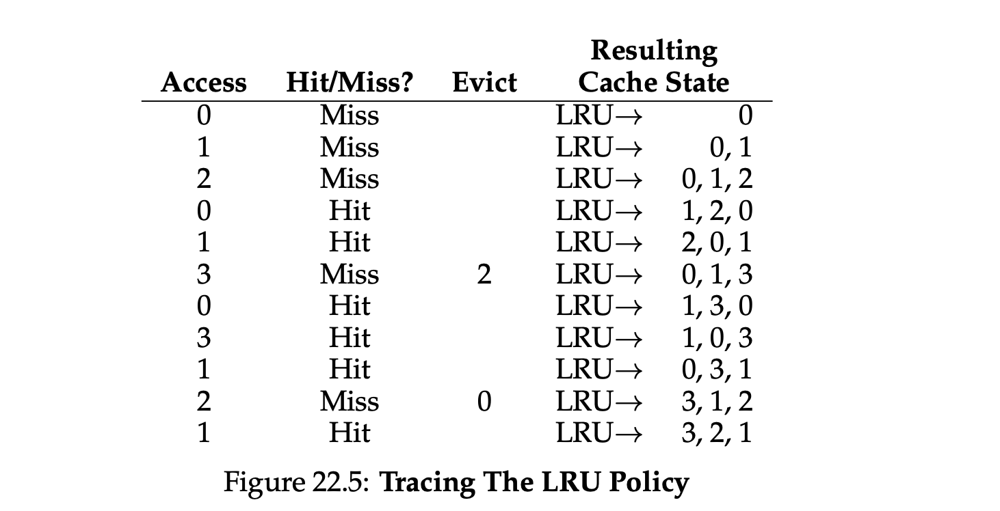 Resulting
Access Hit/Miss? Evict Cache State
0 Miss LRU→ 0
1 Miss LRU→ 0, 1
2 Miss LRU→ 0, 1, 2
0 Hit LRU→ 1, 2, 0
1 Hit LRU→ 2, 0, 1
3 Miss 2 LRU→ 0, 1, 3
0 Hit LRU→ 1, 3, 0
3 Hit LRU→ 1, 0, 3
1 Hit LRU→ 0, 3, 1
2 Miss 0 LRU→ 3, 1, 2
1 Hit LRU→ 3, 2, 1
Figure 22.5: Tracing The LRU Policy